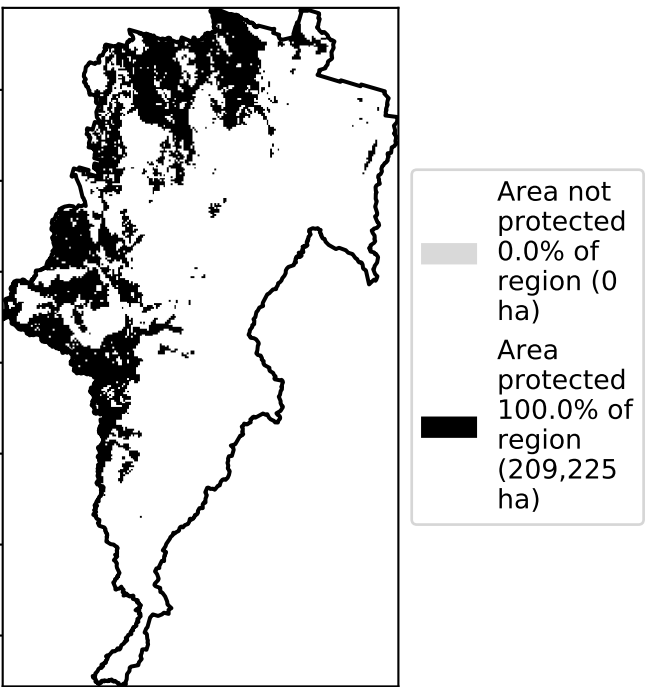 Area not
protected
0.0% of
region (0
ha)
Area
protected
100.0% of
region
(209,225
ha)